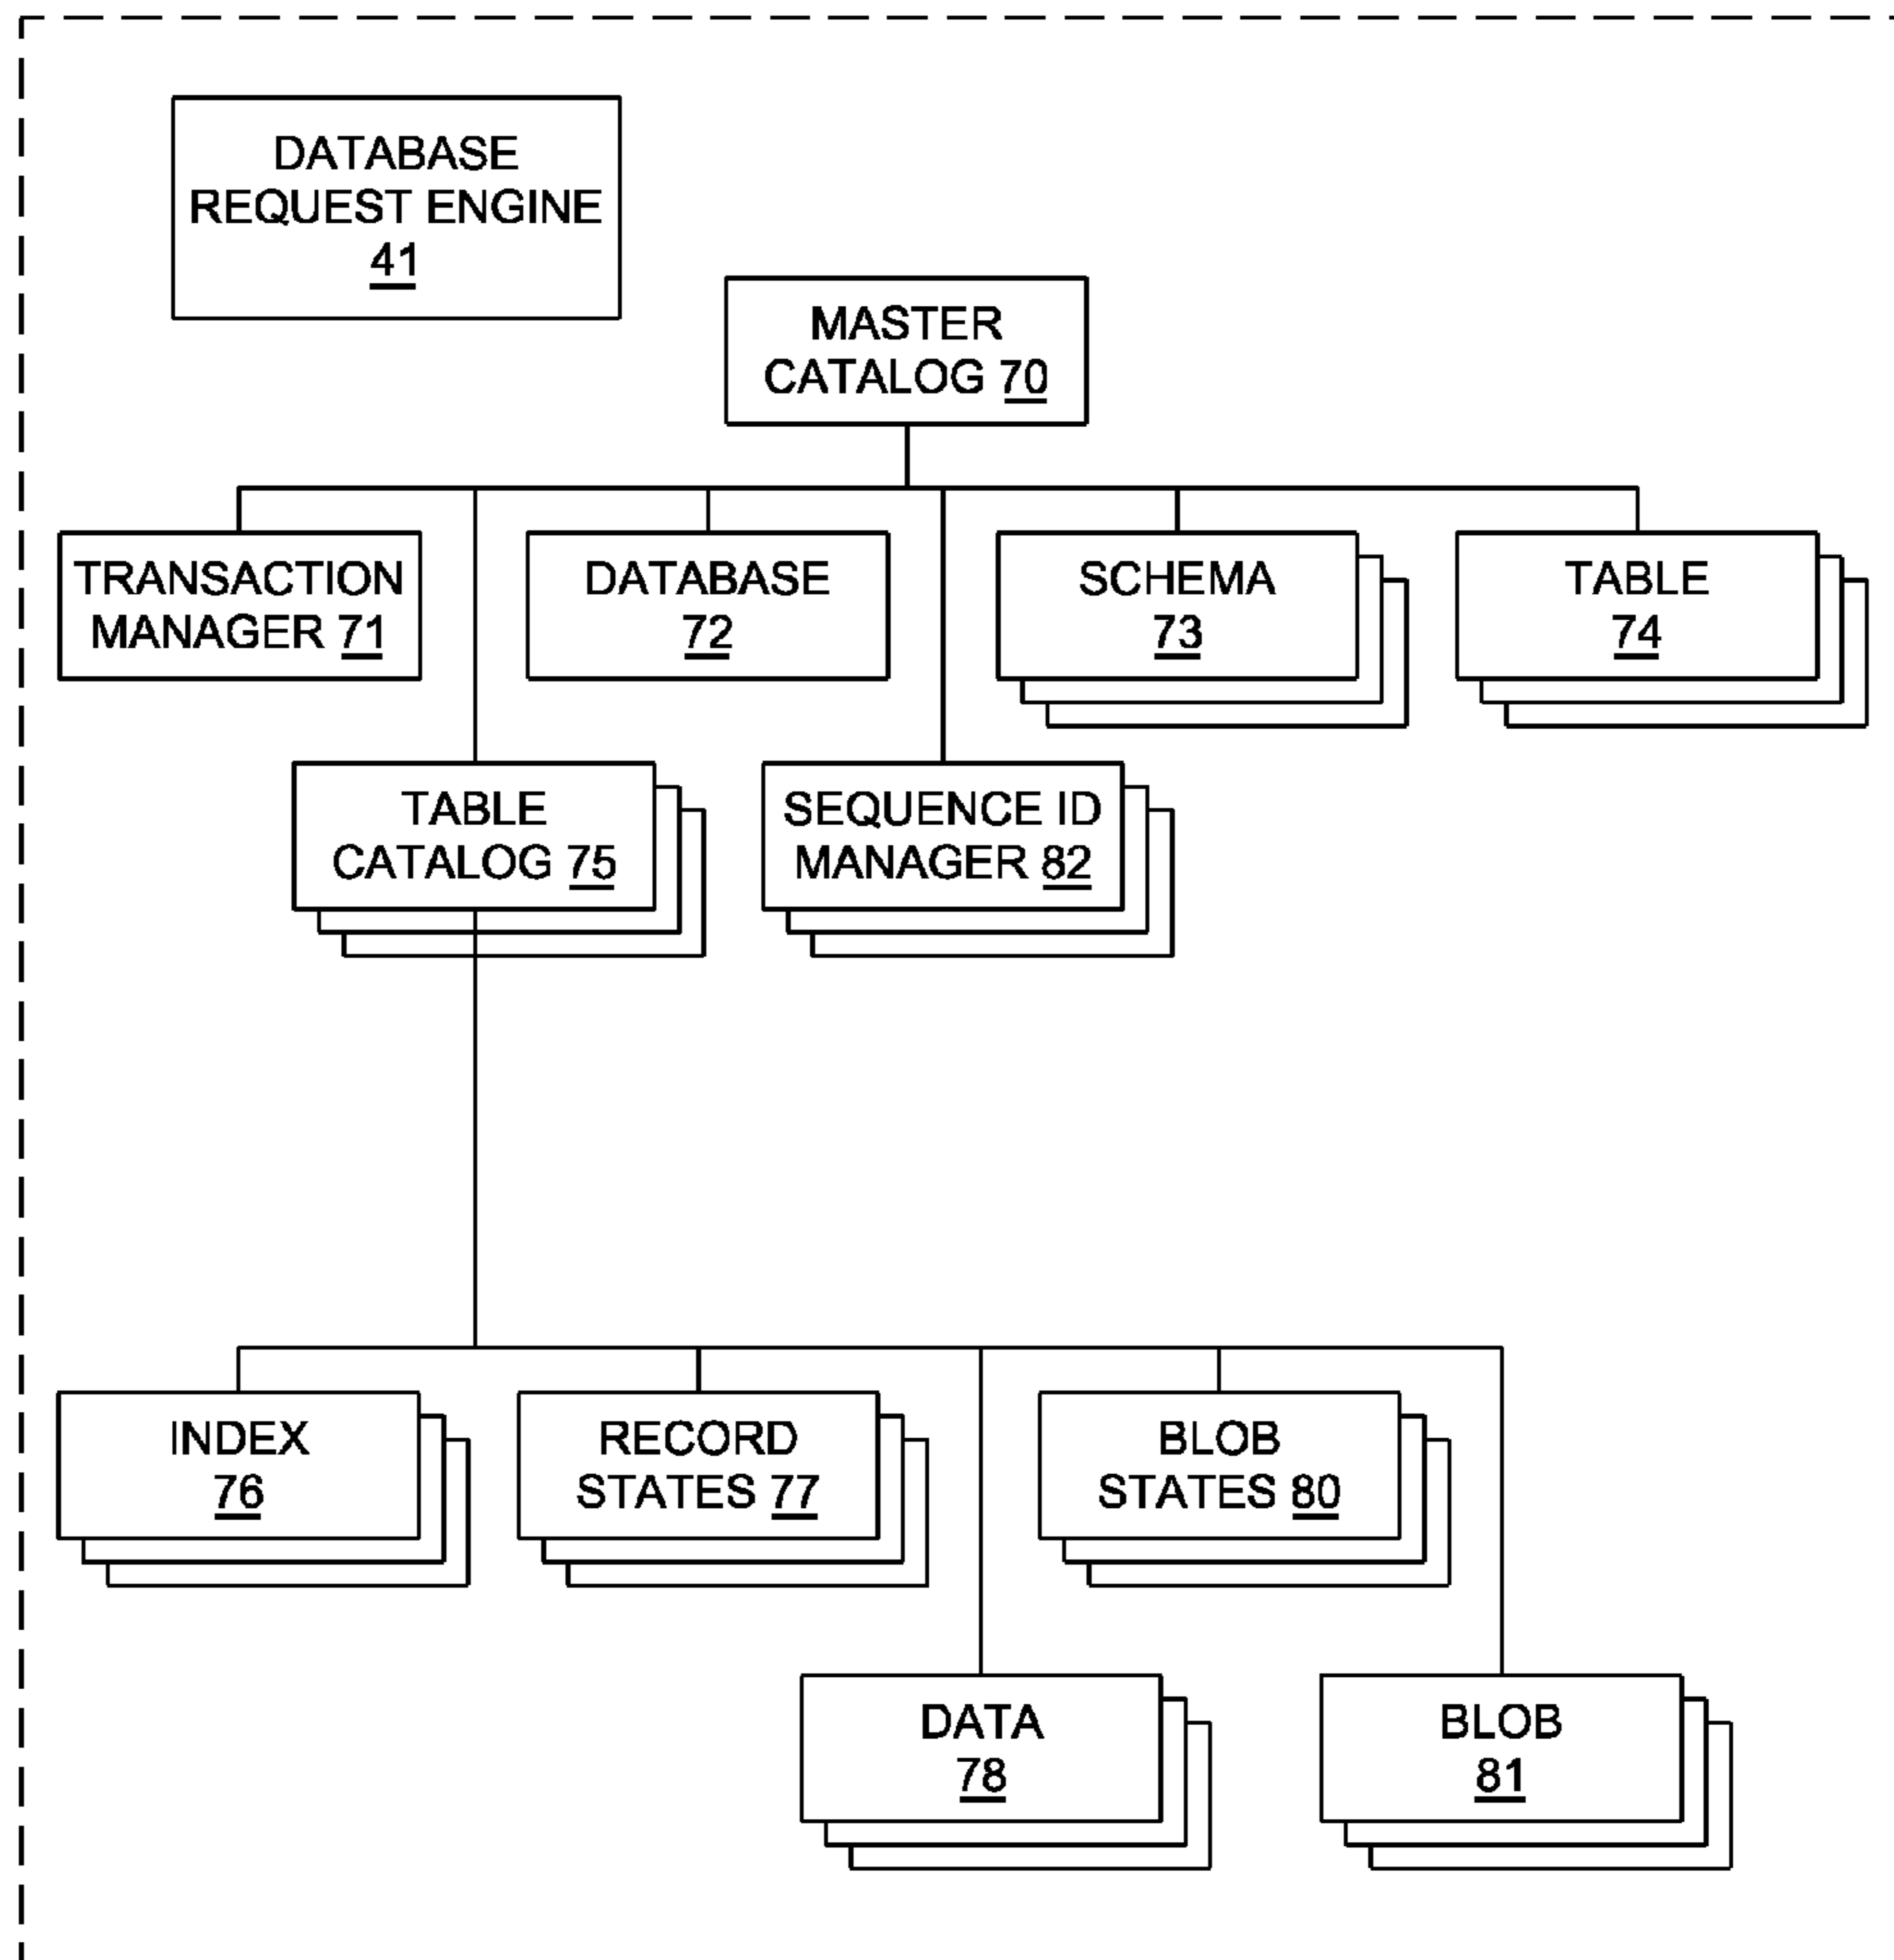 DATABASE
REQUEST ENGINE
41
MASTER
CATALOG 70
TRANSACTION
MANAGER 71
DATABASE
72
SCHEMA
73
TABLE
74
TABLE
CATALOG 75
SEQUENCE ID
MANAGER 82
INDEX
76
RECORD
STATES 77
BLOB
STATES 80
DATA
78
BLOB
81